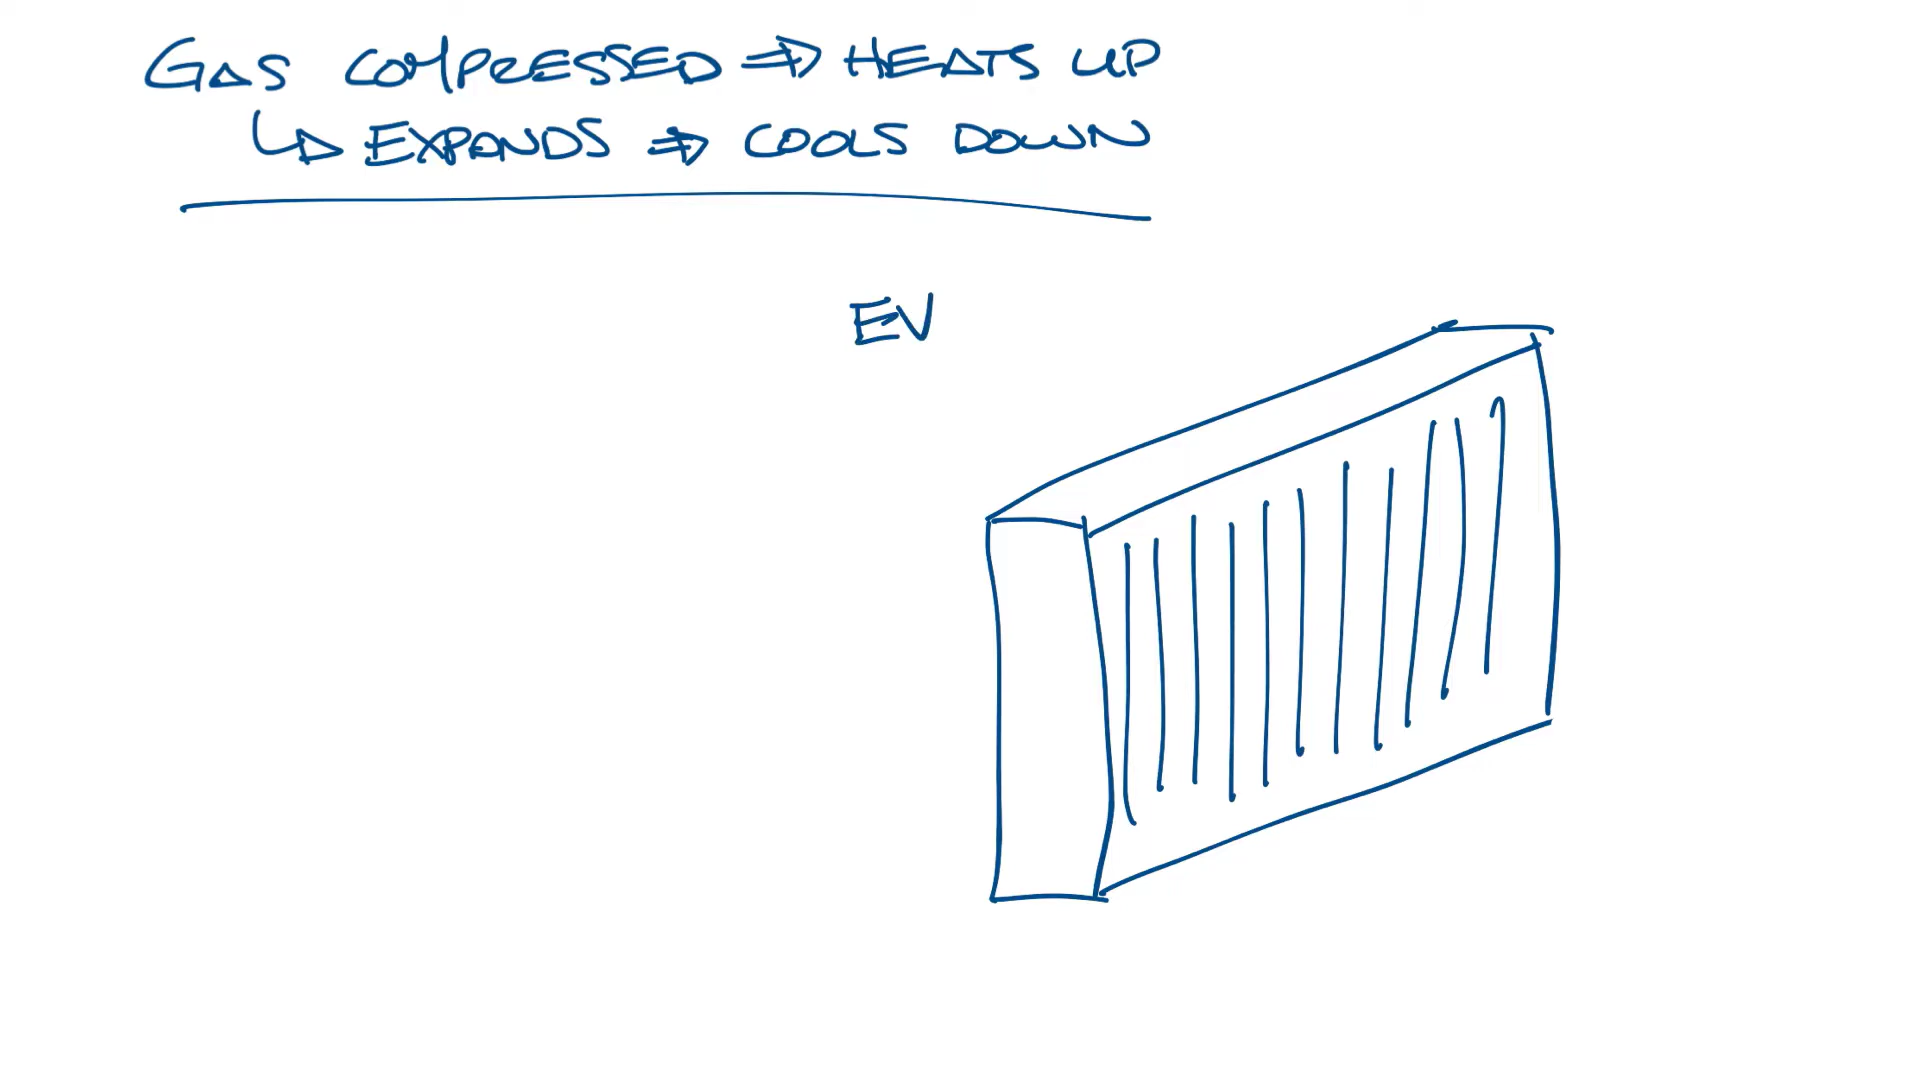 GAS COMPRESSED ⇒ HEATS UP
↳ EXPANDS ⇒ COOLS DOWN
EV